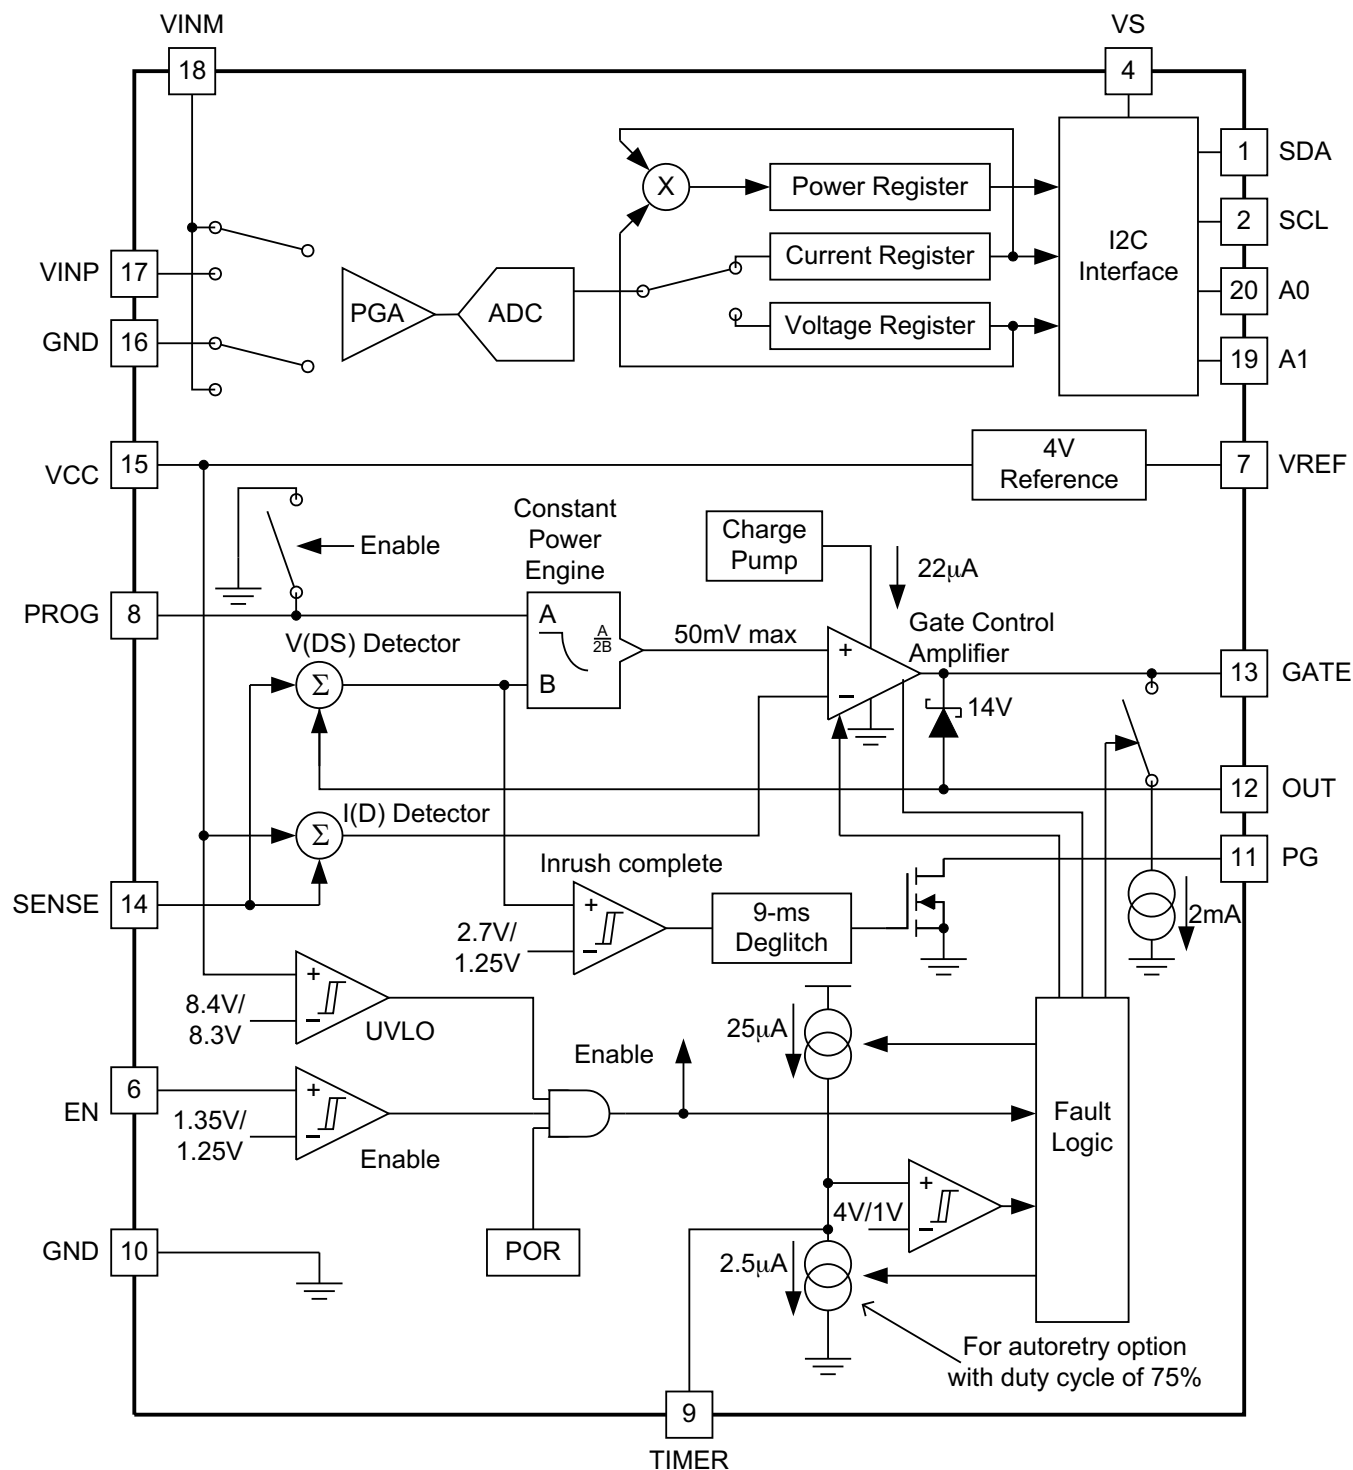 VINM
VS
18
4
1
SDA
X
Power Register
2
SCL
VINP
17
Current Register
I2C
Interface
PGA
ADC
20
A0
GND
16
Voltage Register
19
A1
VCC
15
4V
Reference
7
VREF
Constant
Power
Engine
Charge
Pump
Enable
22μA
PROG
8
A
A
2B
B
50mV max
+
−
Gate Control
Amplifier
V(DS) Detector
Σ
13
GATE
14V
12
OUT
I(D) Detector
Σ
11
PG
Inrush complete
SENSE
14
+
−
2.7V/
1.25V
9-ms
Deglitch
2mA
+
−
8.4V/
8.3V
UVLO
25μA
Enable
6
EN
+
−
1.35V/
1.25V
Enable
Fault
Logic
+
−
4V/1V
GND
10
POR
2.5μA
For autoretry option
with duty cycle of 75%
9
TIMER